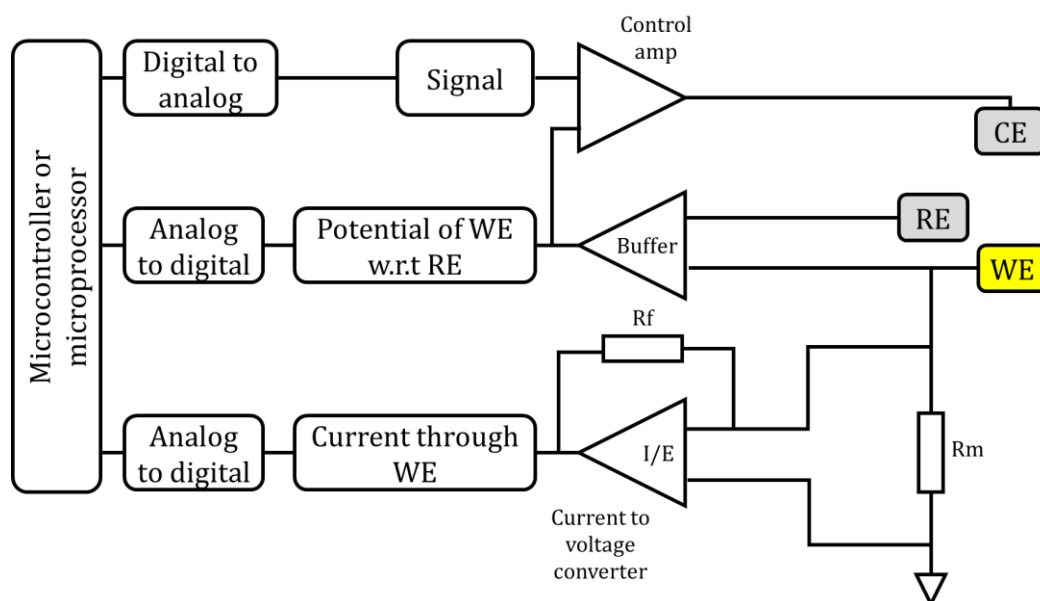 Microcontroller or
microprocessor
Digital to
analog
Signal
Control
amp
CE
Analog
to digital
Potential of WE
w.r.t RE
Buffer
RE
WE
Rf
Analog
to digital
Current through
WE
I/E
Rm
Current to
voltage
converter